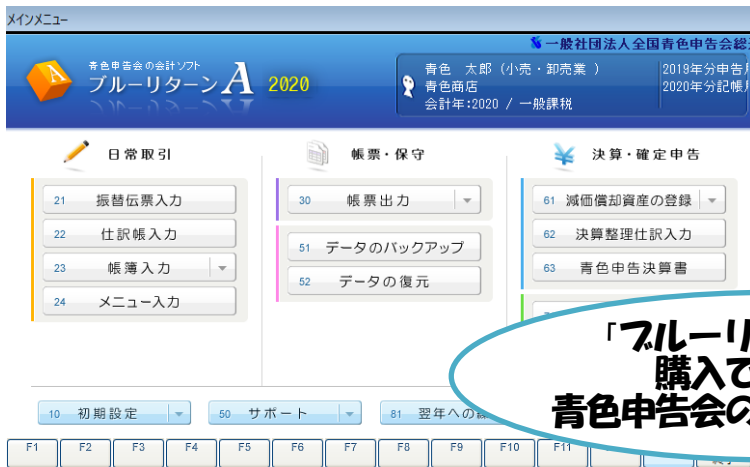 メインメニュー
一般社団法人全国青色申告会総
青色申告会の会計ソフト
ブルーリターンA 2020
青色 太郎 (小売・卸売業 )
青色商店
会計年:2020 / 一般課税
2019年分申告
2020年分記帳
日常取引
21 振替伝票入力
22 仕訳帳入力
23 帳簿入力
24 メニュー入力
帳票・保守
30 帳票出力
51 データのバックアップ
52 データの復元
決算・確定申告
61 減価償却資産の登録
62 決算整理仕訳入力
63 青色申告決算書
「ブルーリ
購入で
青色申告会の
10 初期設定
50 サポート
81 翌年への
F1 F2 F3 F4 F5 F6 F7 F8 F9 F10 F11